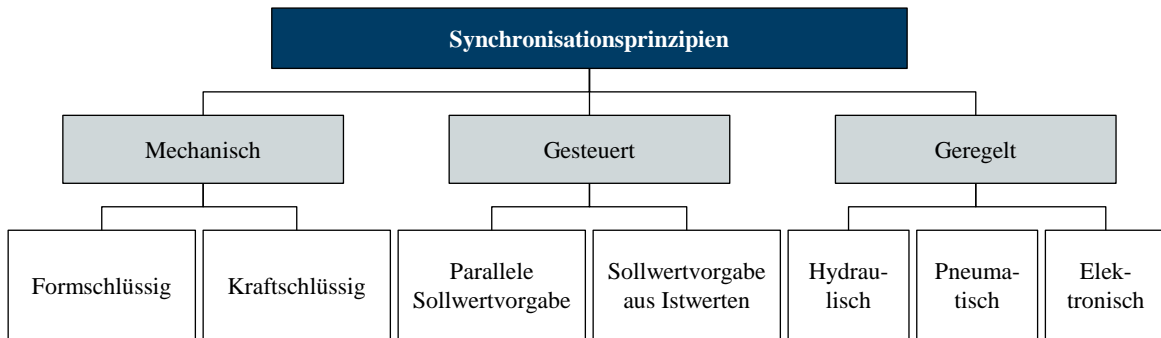 Synchronisationsprinzipien
Mechanisch
Gesteuert
Geregelt
Formschlüssig
Kraftschlüssig
Parallele
Sollwertvorgabe
Sollwertvorgabe
aus Istwerten
Hydrau-
lisch
Pneuma-
tisch
Elek-
tronisch